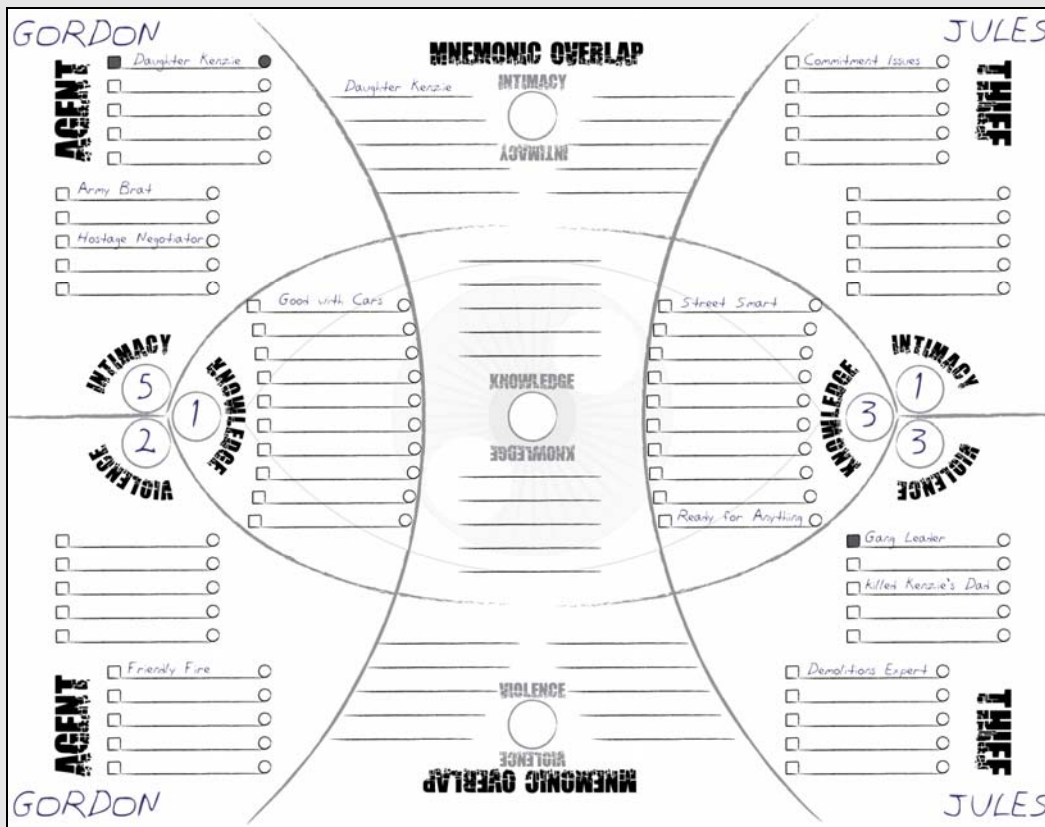 GORDON
JULES
AGENT
Daughter Kenzie
MNEMONIC OVERLAP
INTIMACY
Daughter Kenzie
INTIMACY
Commitment Issues
THIEF
Army Brat
Hostage Negotiator
Good with Cars
Street Smart
INTIMACY
5
KNOWLEDGE
1
VIOLENCE
2
KNOWLEDGE
KNOWLEDGE
INTIMACY
1
KNOWLEDGE
3
VIOLENCE
3
Ready for Anything
Gang Leader
Killed Kenzie's Dad
AGENT
Friendly Fire
VIOLENCE
VIOLENCE
MNEMONIC OVERLAP
Demolitions Expert
THIEF
GORDON
JULES